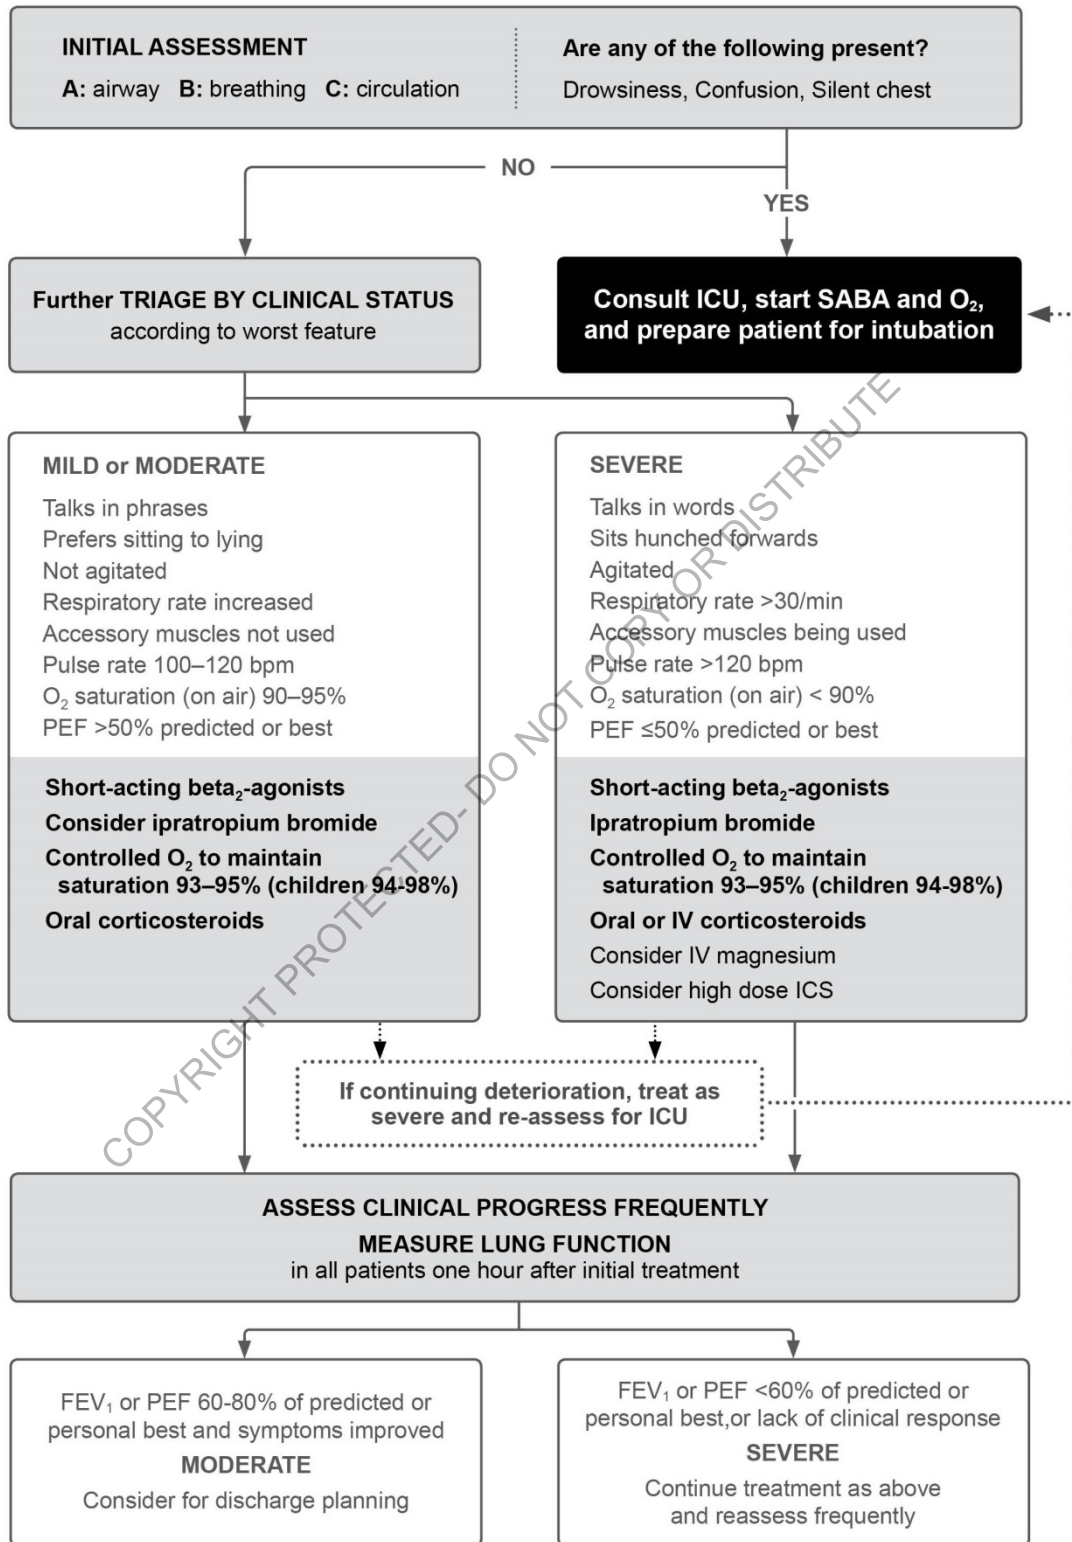 INITIAL ASSESSMENT
A: airway B: breathing C: circulation
Are any of the following present?
Drowsiness, Confusion, Silent chest
NO
YES
Further TRIAGE BY CLINICAL STATUS
according to worst feature
Consult ICU, start SABA and O₂,
and prepare patient for intubation
MILD or MODERATE
Talks in phrases
Prefers sitting to lying
Not agitated
Respiratory rate increased
Accessory muscles not used
Pulse rate 100–120 bpm
O₂ saturation (on air) 90–95%
PEF >50% predicted or best
Short-acting beta₂-agonists
Consider ipratropium bromide
Controlled O₂ to maintain
saturation 93–95% (children 94-98%)
Oral corticosteroids
SEVERE
Talks in words
Sits hunched forwards
Agitated
Respiratory rate >30/min
Accessory muscles being used
Pulse rate >120 bpm
O₂ saturation (on air) < 90%
PEF ≤50% predicted or best
Short-acting beta₂-agonists
Ipratropium bromide
Controlled O₂ to maintain
saturation 93–95% (children 94-98%)
Oral or IV corticosteroids
Consider IV magnesium
Consider high dose ICS
If continuing deterioration, treat as
severe and re-assess for ICU
ASSESS CLINICAL PROGRESS FREQUENTLY
MEASURE LUNG FUNCTION
in all patients one hour after initial treatment
FEV₁ or PEF 60-80% of predicted or
personal best and symptoms improved
MODERATE
Consider for discharge planning
FEV₁ or PEF <60% of predicted or
personal best,or lack of clinical response
SEVERE
Continue treatment as above
and reassess frequently
COPYRIGHT PROTECTED- DO NOT COPY OR DISTRIBUTE